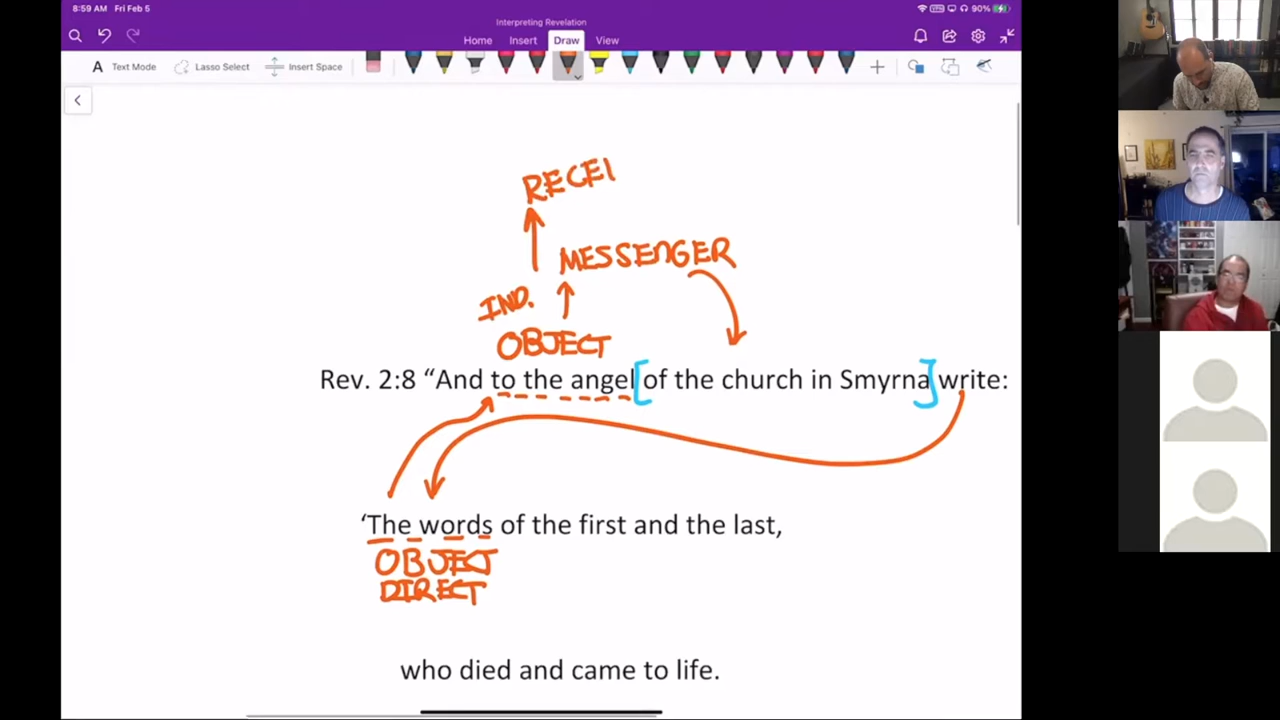 8:59 AM Fri Feb 5
90%
Interpreting Revelation
Home Insert Draw View
A Text Mode Lasso Select Insert Space
RECEI
MESSENGER
IND.
OBJECT
Rev. 2:8 “And to the angel [of the church in Smyrna] write:
‘The words of the first and the last,
OBJECT
DIRECT
who died and came to life.